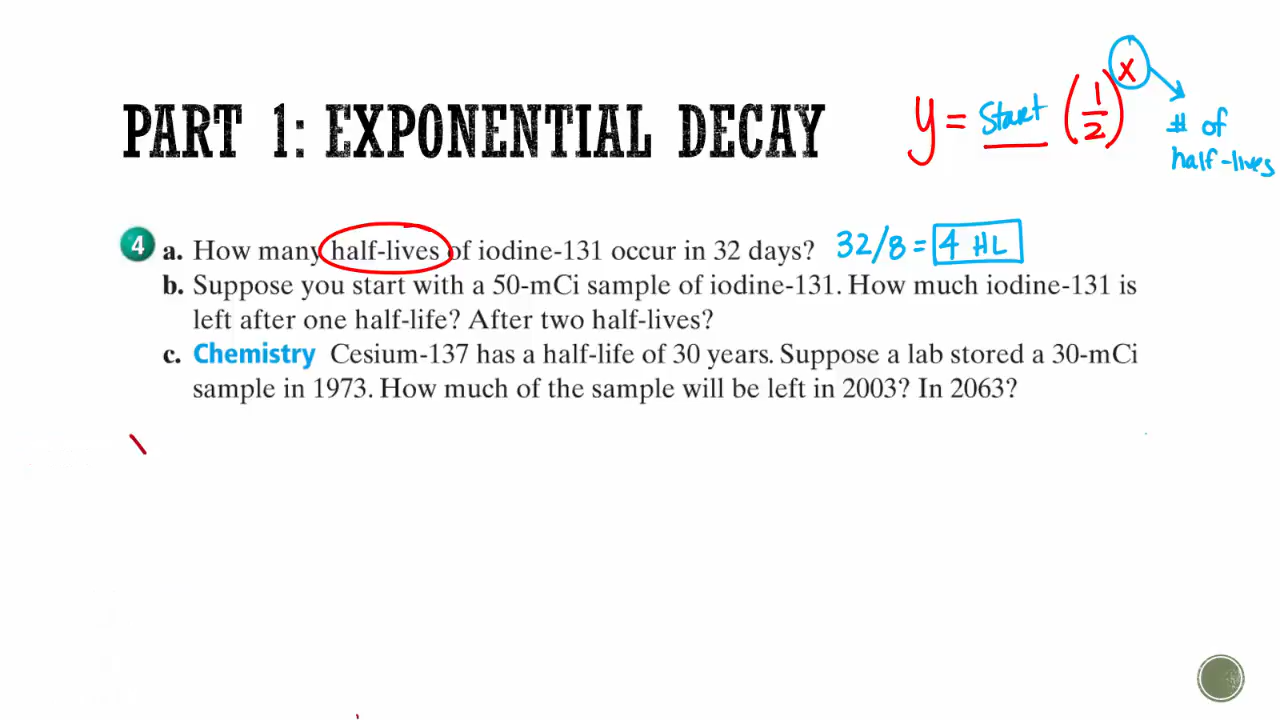 PART 1: EXPONENTIAL DECAY
y = start (1/2)^x
# of
half-lives
4 a. How many half-lives of iodine-131 occur in 32 days? 32/8 = 4 HL
b. Suppose you start with a 50-mCi sample of iodine-131. How much iodine-131 is
left after one half-life? After two half-lives?
c. Chemistry Cesium-137 has a half-life of 30 years. Suppose a lab stored a 30-mCi
sample in 1973. How much of the sample will be left in 2003? In 2063?